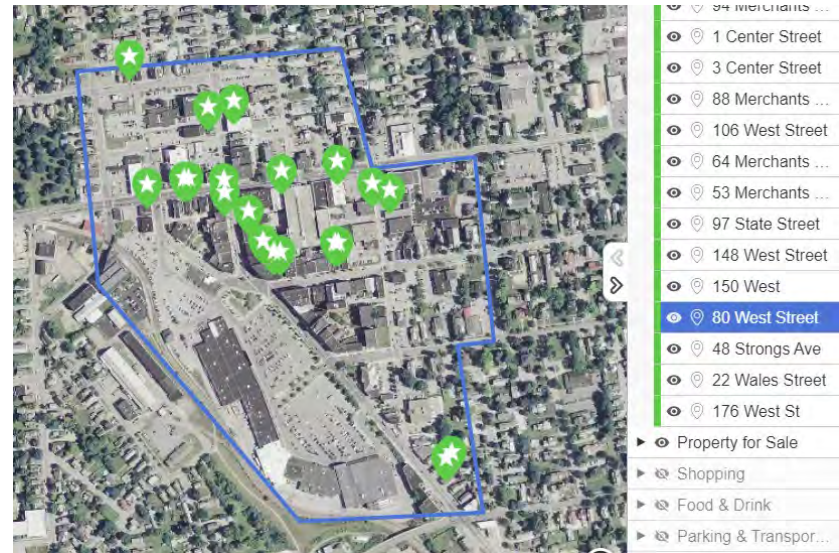 94 Merchants ...
1 Center Street
3 Center Street
88 Merchants ...
106 West Street
64 Merchants ...
53 Merchants ...
97 State Street
148 West Street
150 West
80 West Street
48 Strongs Ave
22 Wales Street
176 West St
Property for Sale
Shopping
Food & Drink
Parking & Transpor...